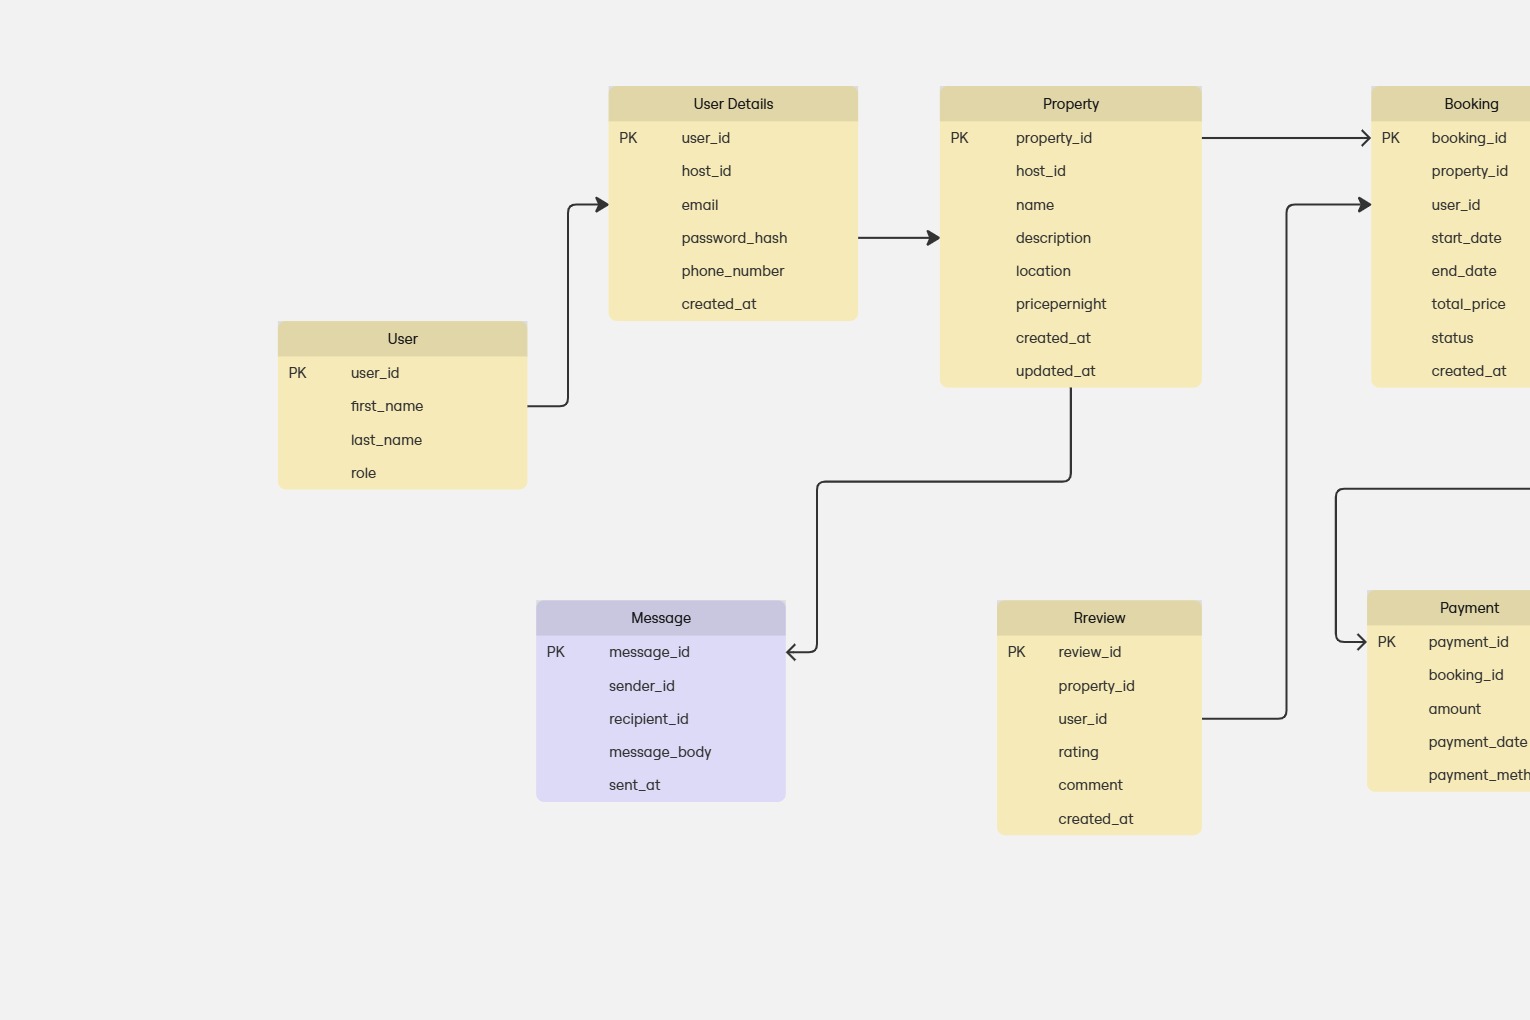 User Details
PK user_id
host_id
email
password_hash
phone_number
created_at
Property
PK property_id
host_id
name
description
location
pricepernight
created_at
updated_at
Booking
PK booking_id
property_id
user_id
start_date
end_date
total_price
status
created_at
User
PK user_id
first_name
last_name
role
Message
PK message_id
sender_id
recipient_id
message_body
sent_at
Rreview
PK review_id
property_id
user_id
rating
comment
created_at
Payment
PK payment_id
booking_id
amount
payment_date
payment_meth